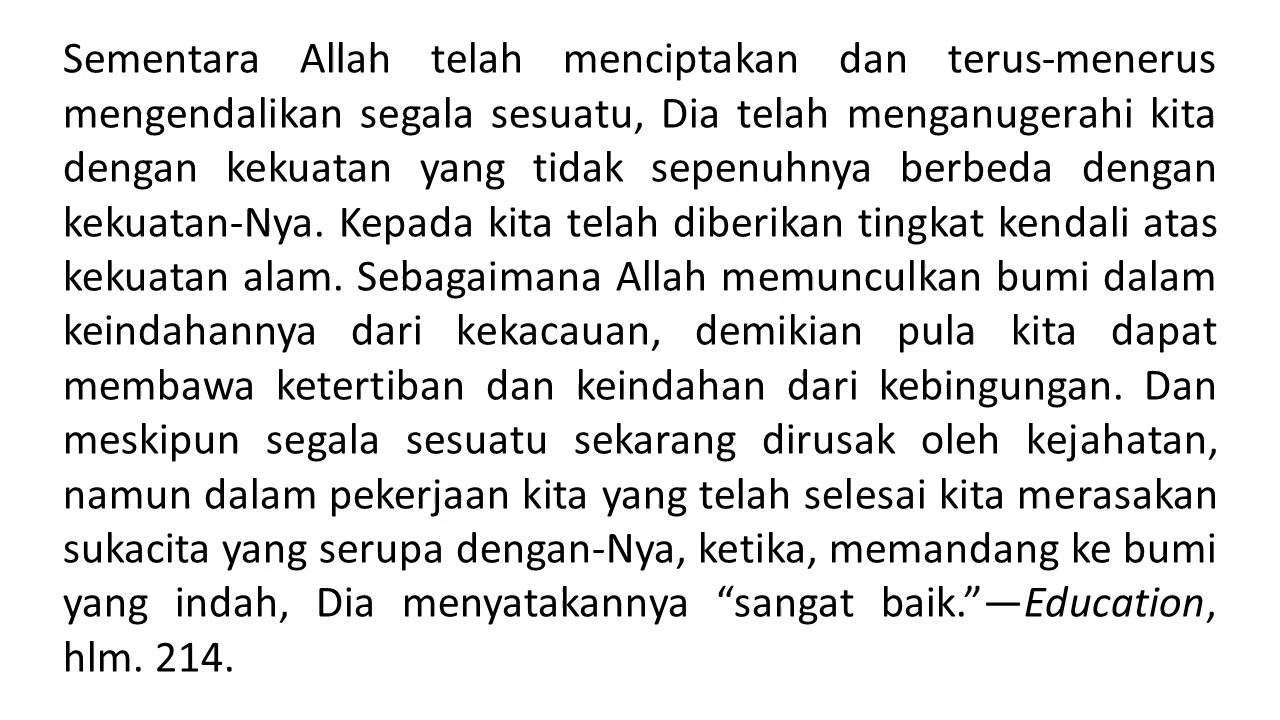 Sementara Allah telah menciptakan dan terus-menerus
mengendalikan segala sesuatu, Dia telah menganugerahi kita
dengan kekuatan yang tidak sepenuhnya berbeda dengan
kekuatan-Nya. Kepada kita telah diberikan tingkat kendali atas
kekuatan alam. Sebagaimana Allah memunculkan bumi dalam
keindahannya dari kekacauan, demikian pula kita dapat
membawa ketertiban dan keindahan dari kebingungan. Dan
meskipun segala sesuatu sekarang dirusak oleh kejahatan,
namun dalam pekerjaan kita yang telah selesai kita merasakan
sukacita yang serupa dengan-Nya, ketika, memandang ke bumi
yang indah, Dia menyatakannya “sangat baik.”—Education,
hlm. 214.